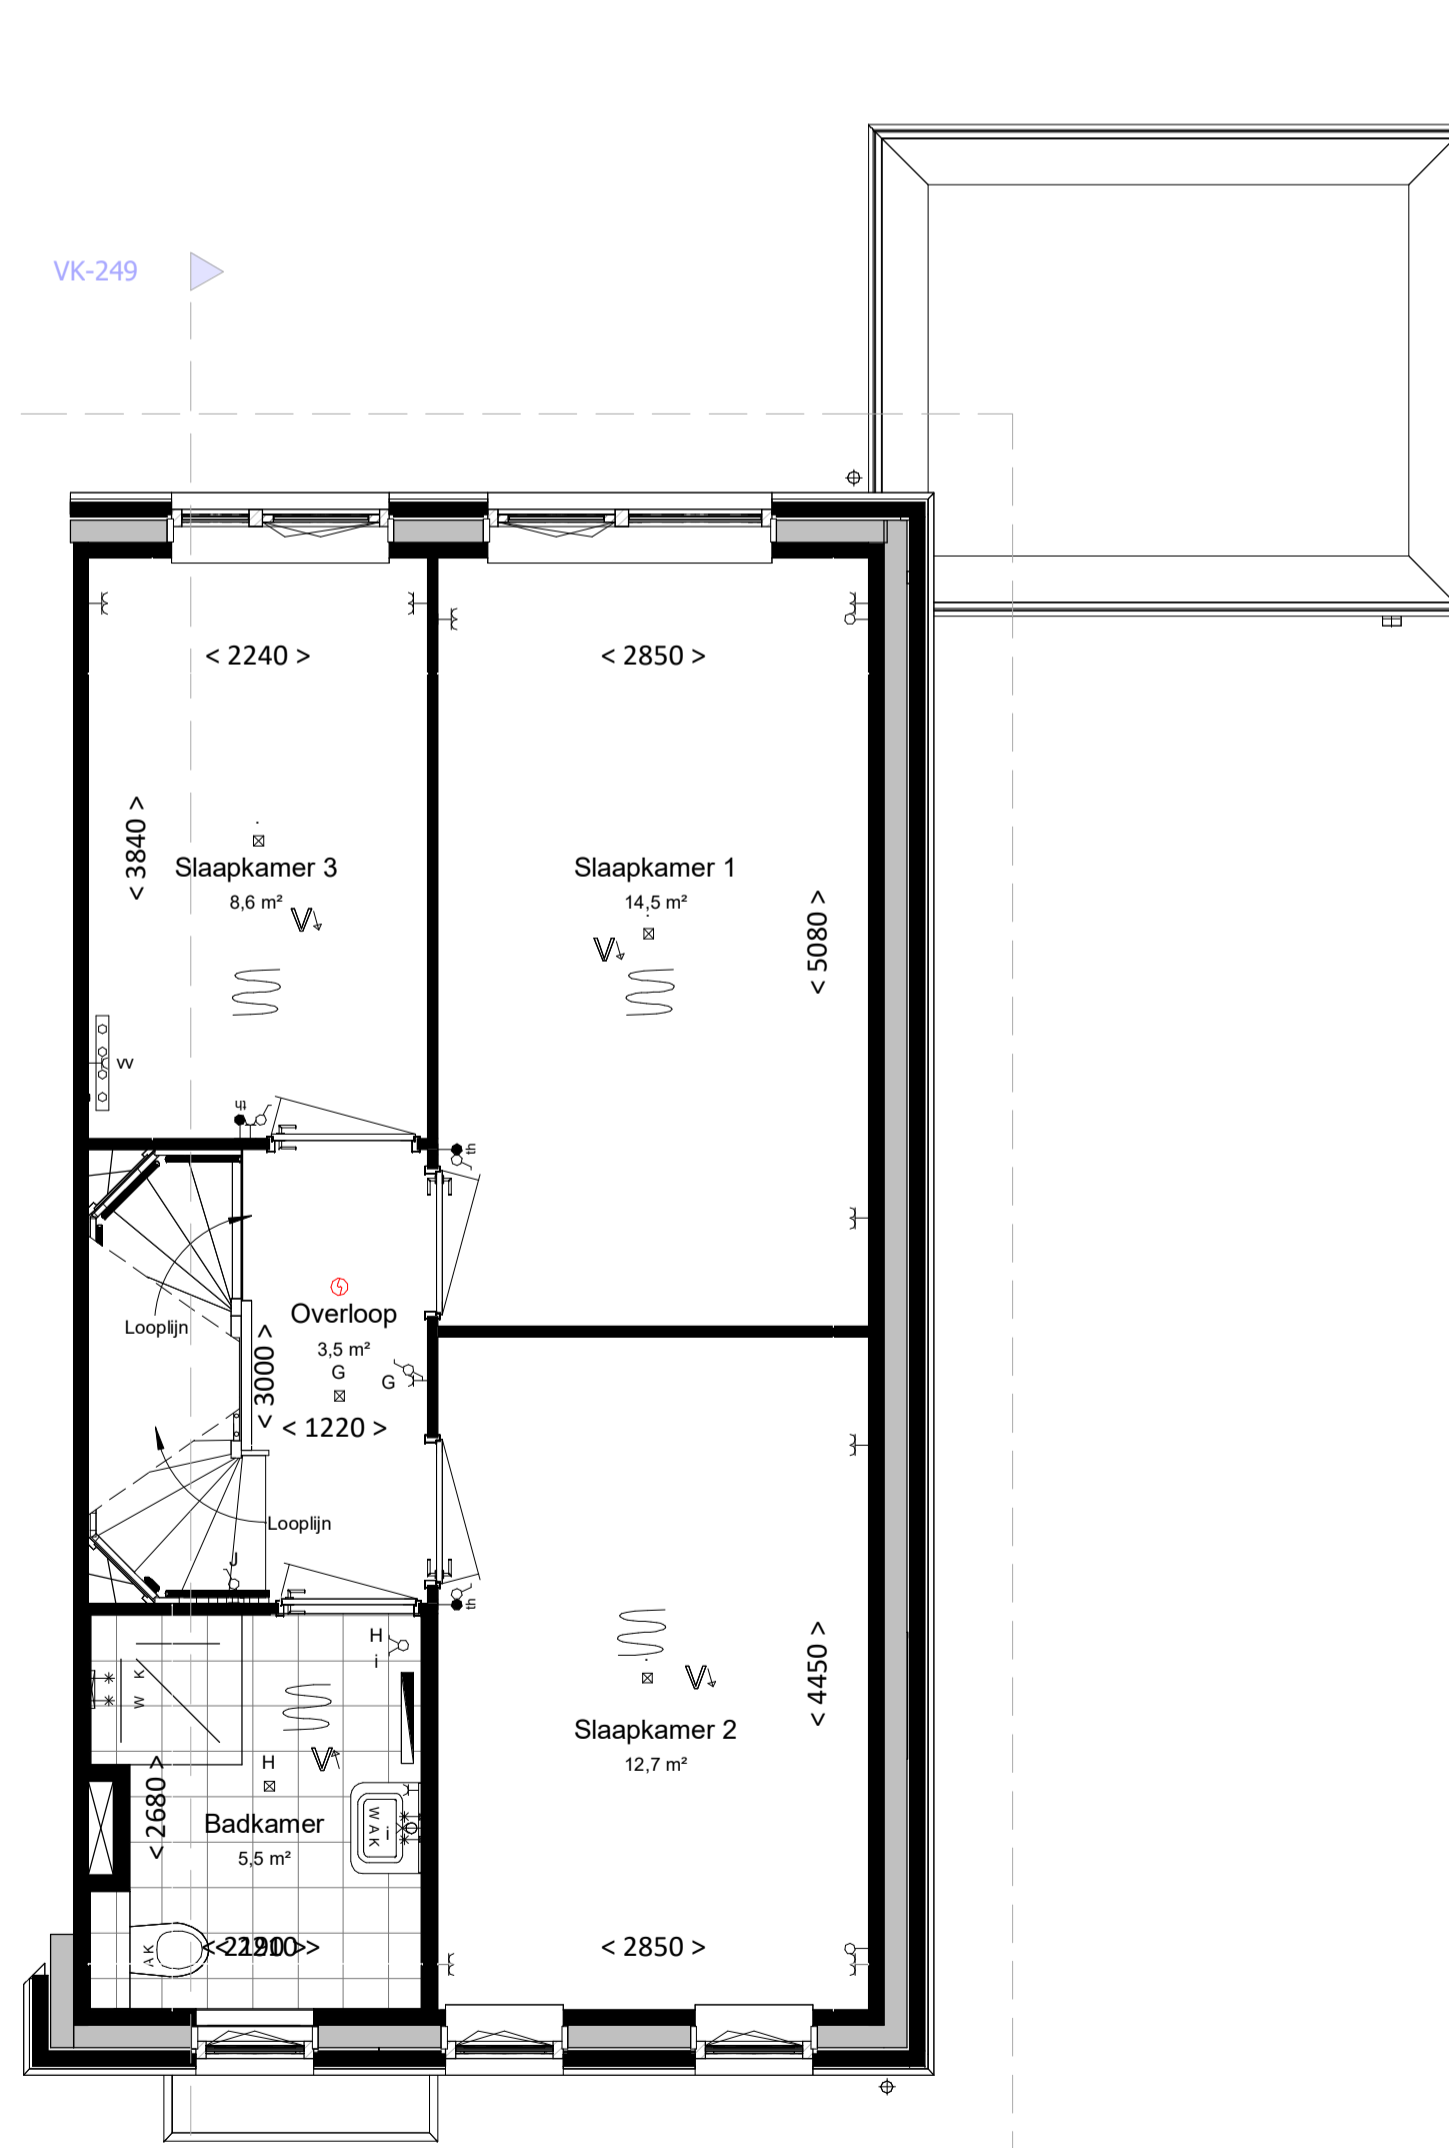 VK-249
< 2240 >
< 2850 >
< 3840 >
Slaapkamer 3
8,6 m²
V
Slaapkamer 1
14,5 m²
V
< 5080 >
VV
th
th
Looplijn
Overloop
3,5 m²
G
G
< 3000 >
< 1220 >
Looplijn
J
th
H
i
W K
V
H
< 2680 >
Badkamer
5,5 m²
WAK
i
V
Slaapkamer 2
12,7 m²
< 4450 >
AK
< 2850 >